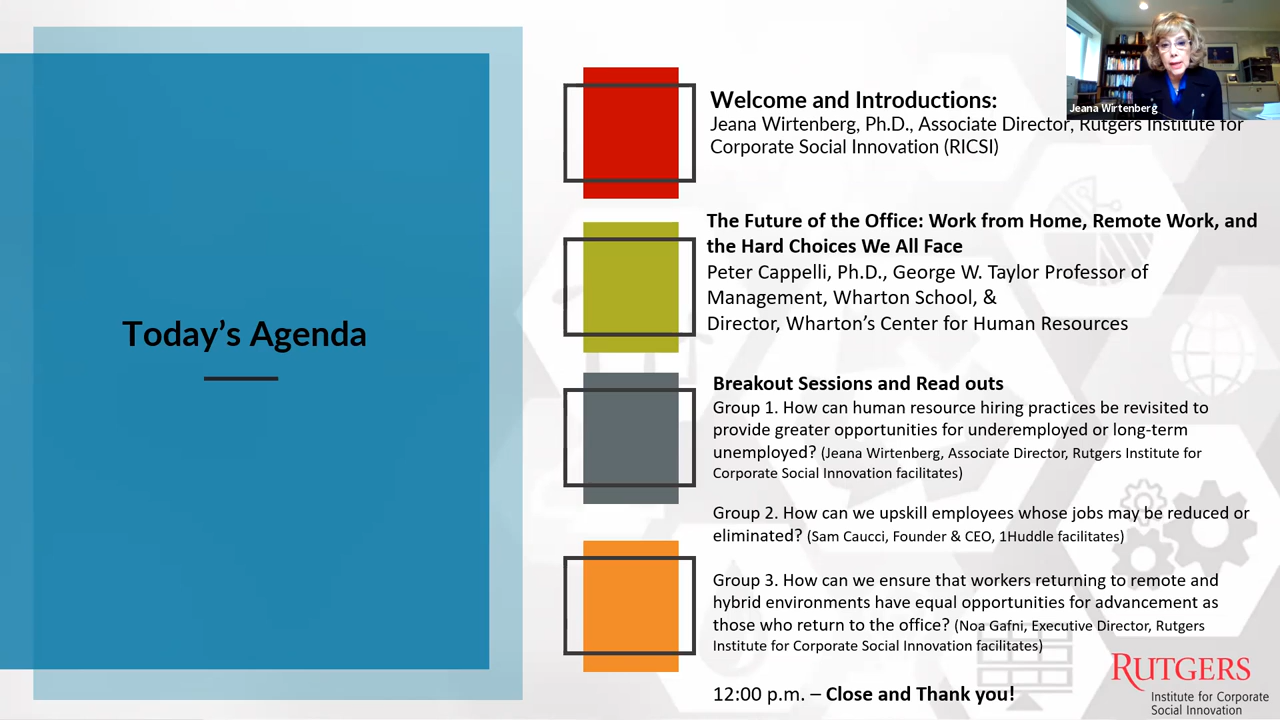 Today's Agenda
Welcome and Introductions:
Jeana Wirtenberg, Ph.D., Associate Director, Rutgers Institute for
Corporate Social Innovation (RICSI)
Jeana Wirtenberg
The Future of the Office: Work from Home, Remote Work, and
the Hard Choices We All Face
Peter Cappelli, Ph.D., George W. Taylor Professor of
Management, Wharton School, &
Director, Wharton's Center for Human Resources
Breakout Sessions and Read outs
Group 1. How can human resource hiring practices be revisited to
provide greater opportunities for underemployed or long-term
unemployed? (Jeana Wirtenberg, Associate Director, Rutgers Institute for
Corporate Social Innovation facilitates)
Group 2. How can we upskill employees whose jobs may be reduced or
eliminated? (Sam Caucci, Founder & CEO, 1Huddle facilitates)
Group 3. How can we ensure that workers returning to remote and
hybrid environments have equal opportunities for advancement as
those who return to the office? (Noa Gafni, Executive Director, Rutgers
Institute for Corporate Social Innovation facilitates)
12:00 p.m. – Close and Thank you!
RUTGERS
Institute for Corporate
Social Innovation